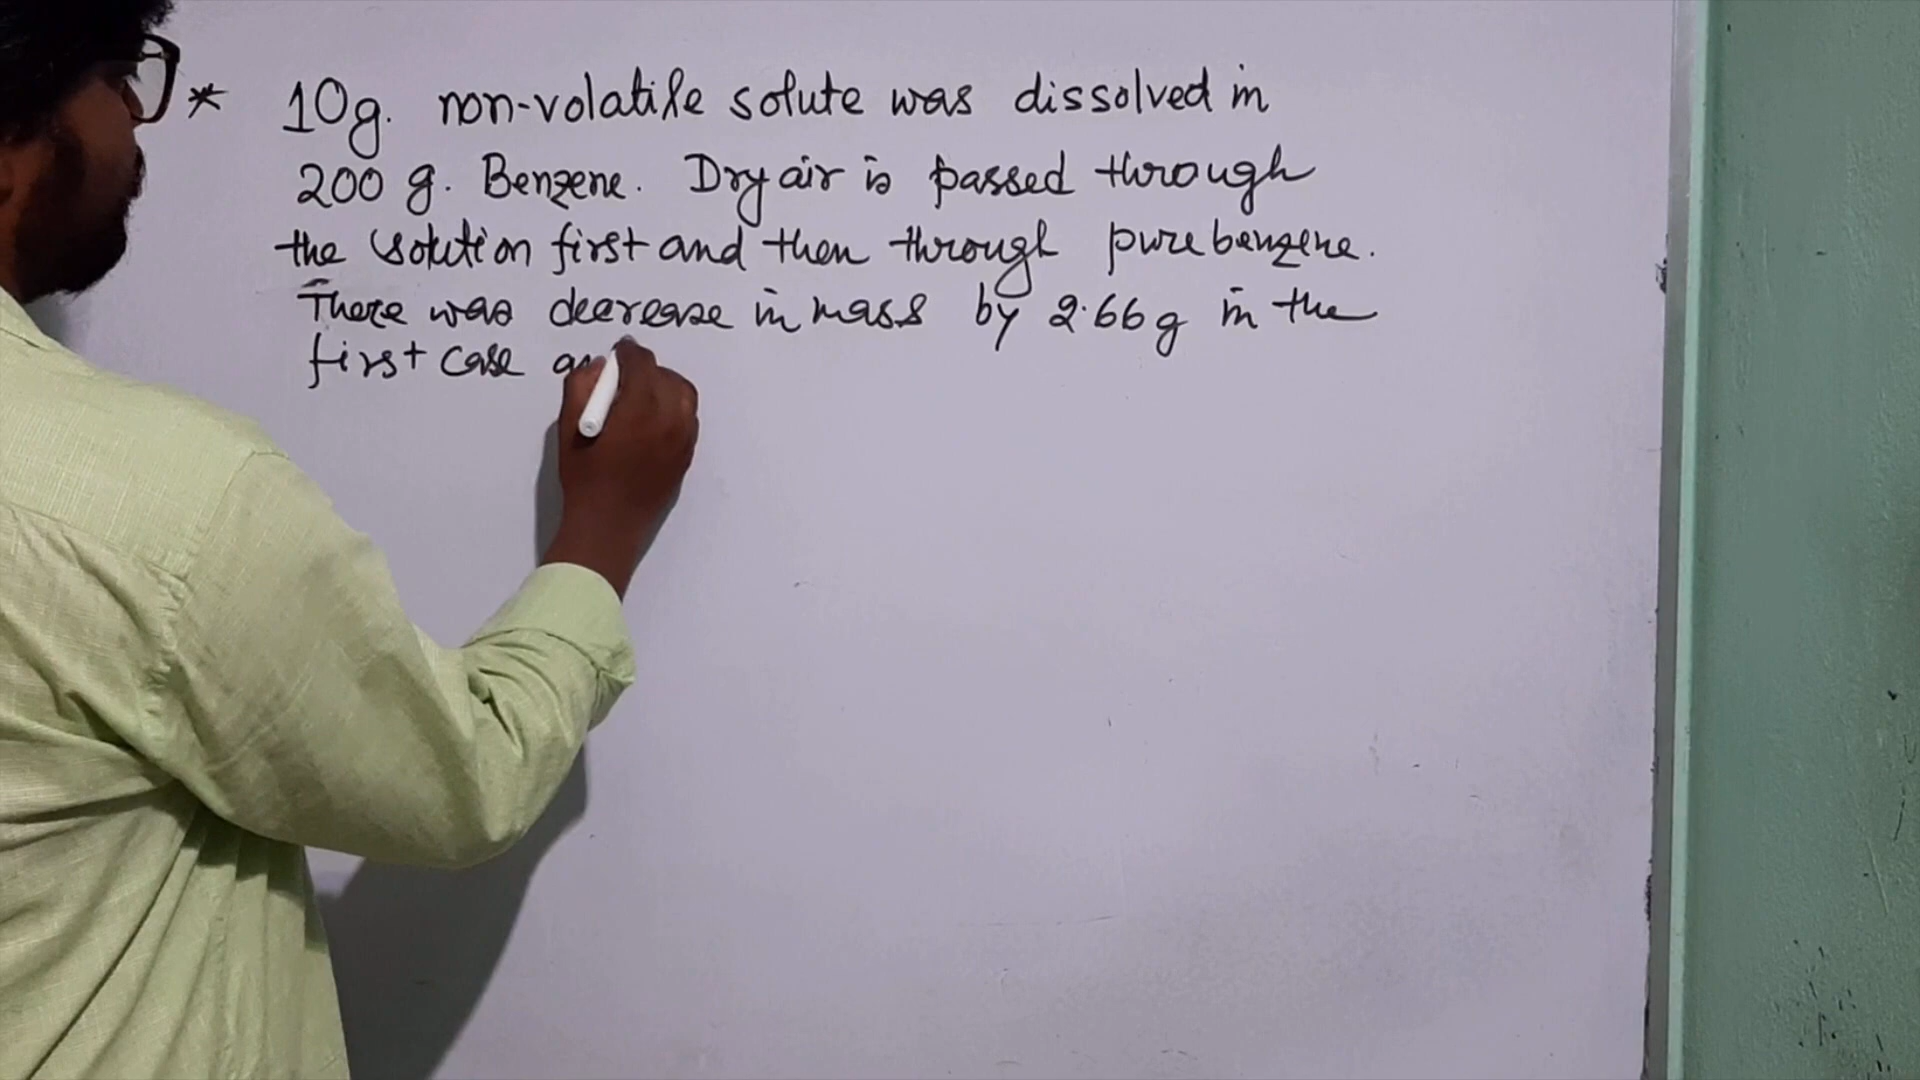 * 10g. non-volatile solute was dissolved in
200 g. Benzene. Dry air is passed through
the solution first and then through pure benzene.
There was decrease in mass by 2.66g in the
first case